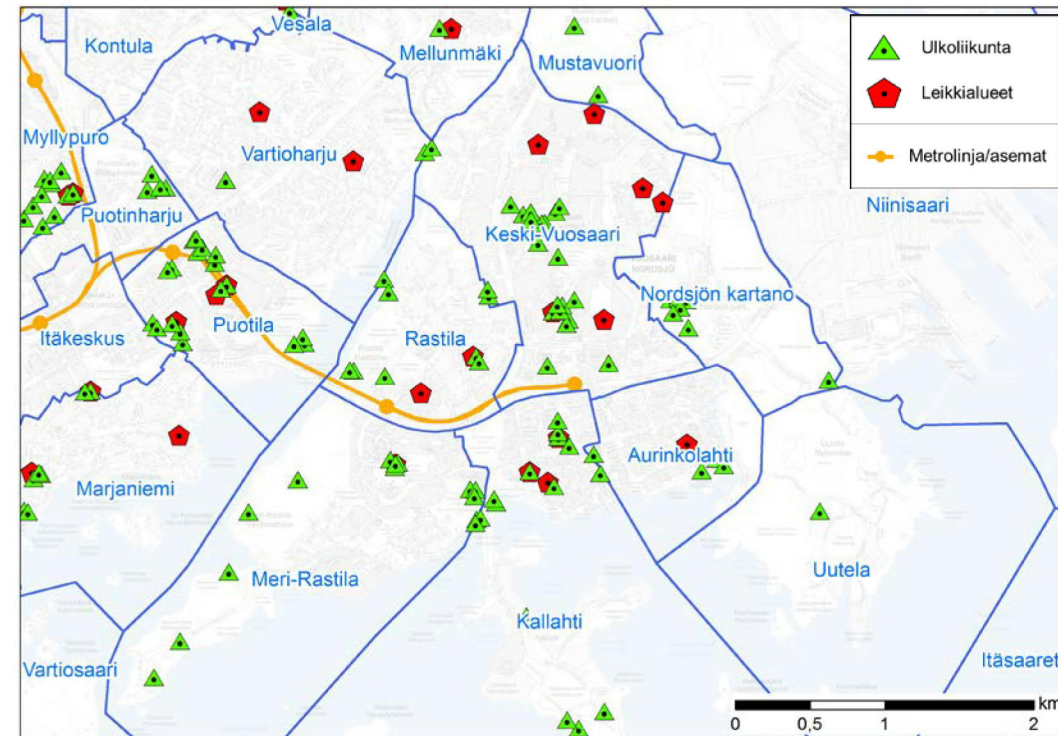 Vesala
Kontula
Mellunmäki
Mustavuori
Ulkoliikunta
Leikkialueet
Metrolinja/asemat
Myllypuro
Vartioharju
Puotinharju
Niinisaari
Keski-Vuosaari
Nordsjön kartano
Itäkeskus
Puotila
Rastila
Aurinkolahti
Marjaniemi
Meri-Rastila
Uutela
Kallahti
Vartiosaari
Itäsaaret
km
0 0,5 1 2